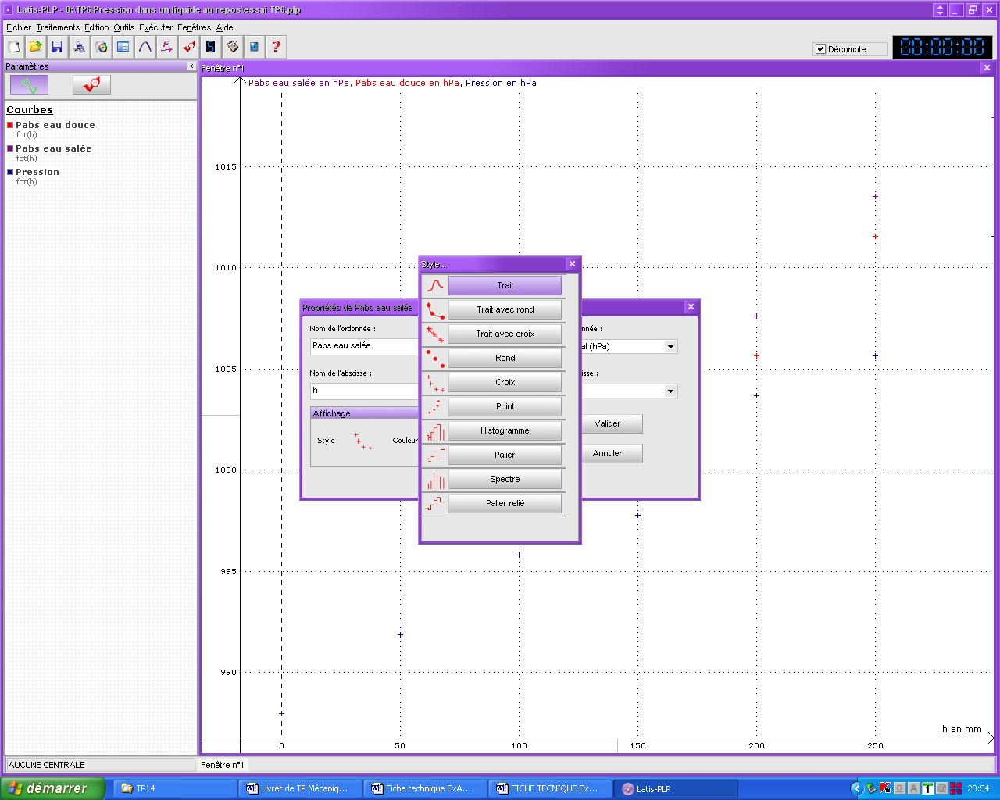 Latis-PLP - D:\TP6 Pression dans un liquide au repos\essai TP6.plp
Fichier Traitements Edition Outils Exécuter Fenêtres Aide
Décompte
00:00:00
Paramètres
Fenêtre n°1
Courbes
Pabs eau douce
fct(h)
Pabs eau salée
fct(h)
Pression
fct(h)
Pabs eau salée en hPa, Pabs eau douce en hPa, Pression en hPa
1015
1010
1005
1000
995
990
h en mm
0 50 100 150 200 250
Propriétés de Pabs eau salée
Nom de l'ordonnée :
Pabs eau salée
Nom de l'abscisse :
h
Affichage
Style
Couleur
nnée :
al (hPa)
isse :
Valider
Annuler
Style...
Trait
Trait avec rond
Trait avec croix
Rond
Croix
Point
Histogramme
Palier
Spectre
Palier relié
AUCUNE CENTRALE
Fenêtre n°1
démarrer
TP14
Livret de TP Mécaniq...
Fiche technique ExA...
FICHE TECNIQUE Ex...
Latis-PLP
20:54